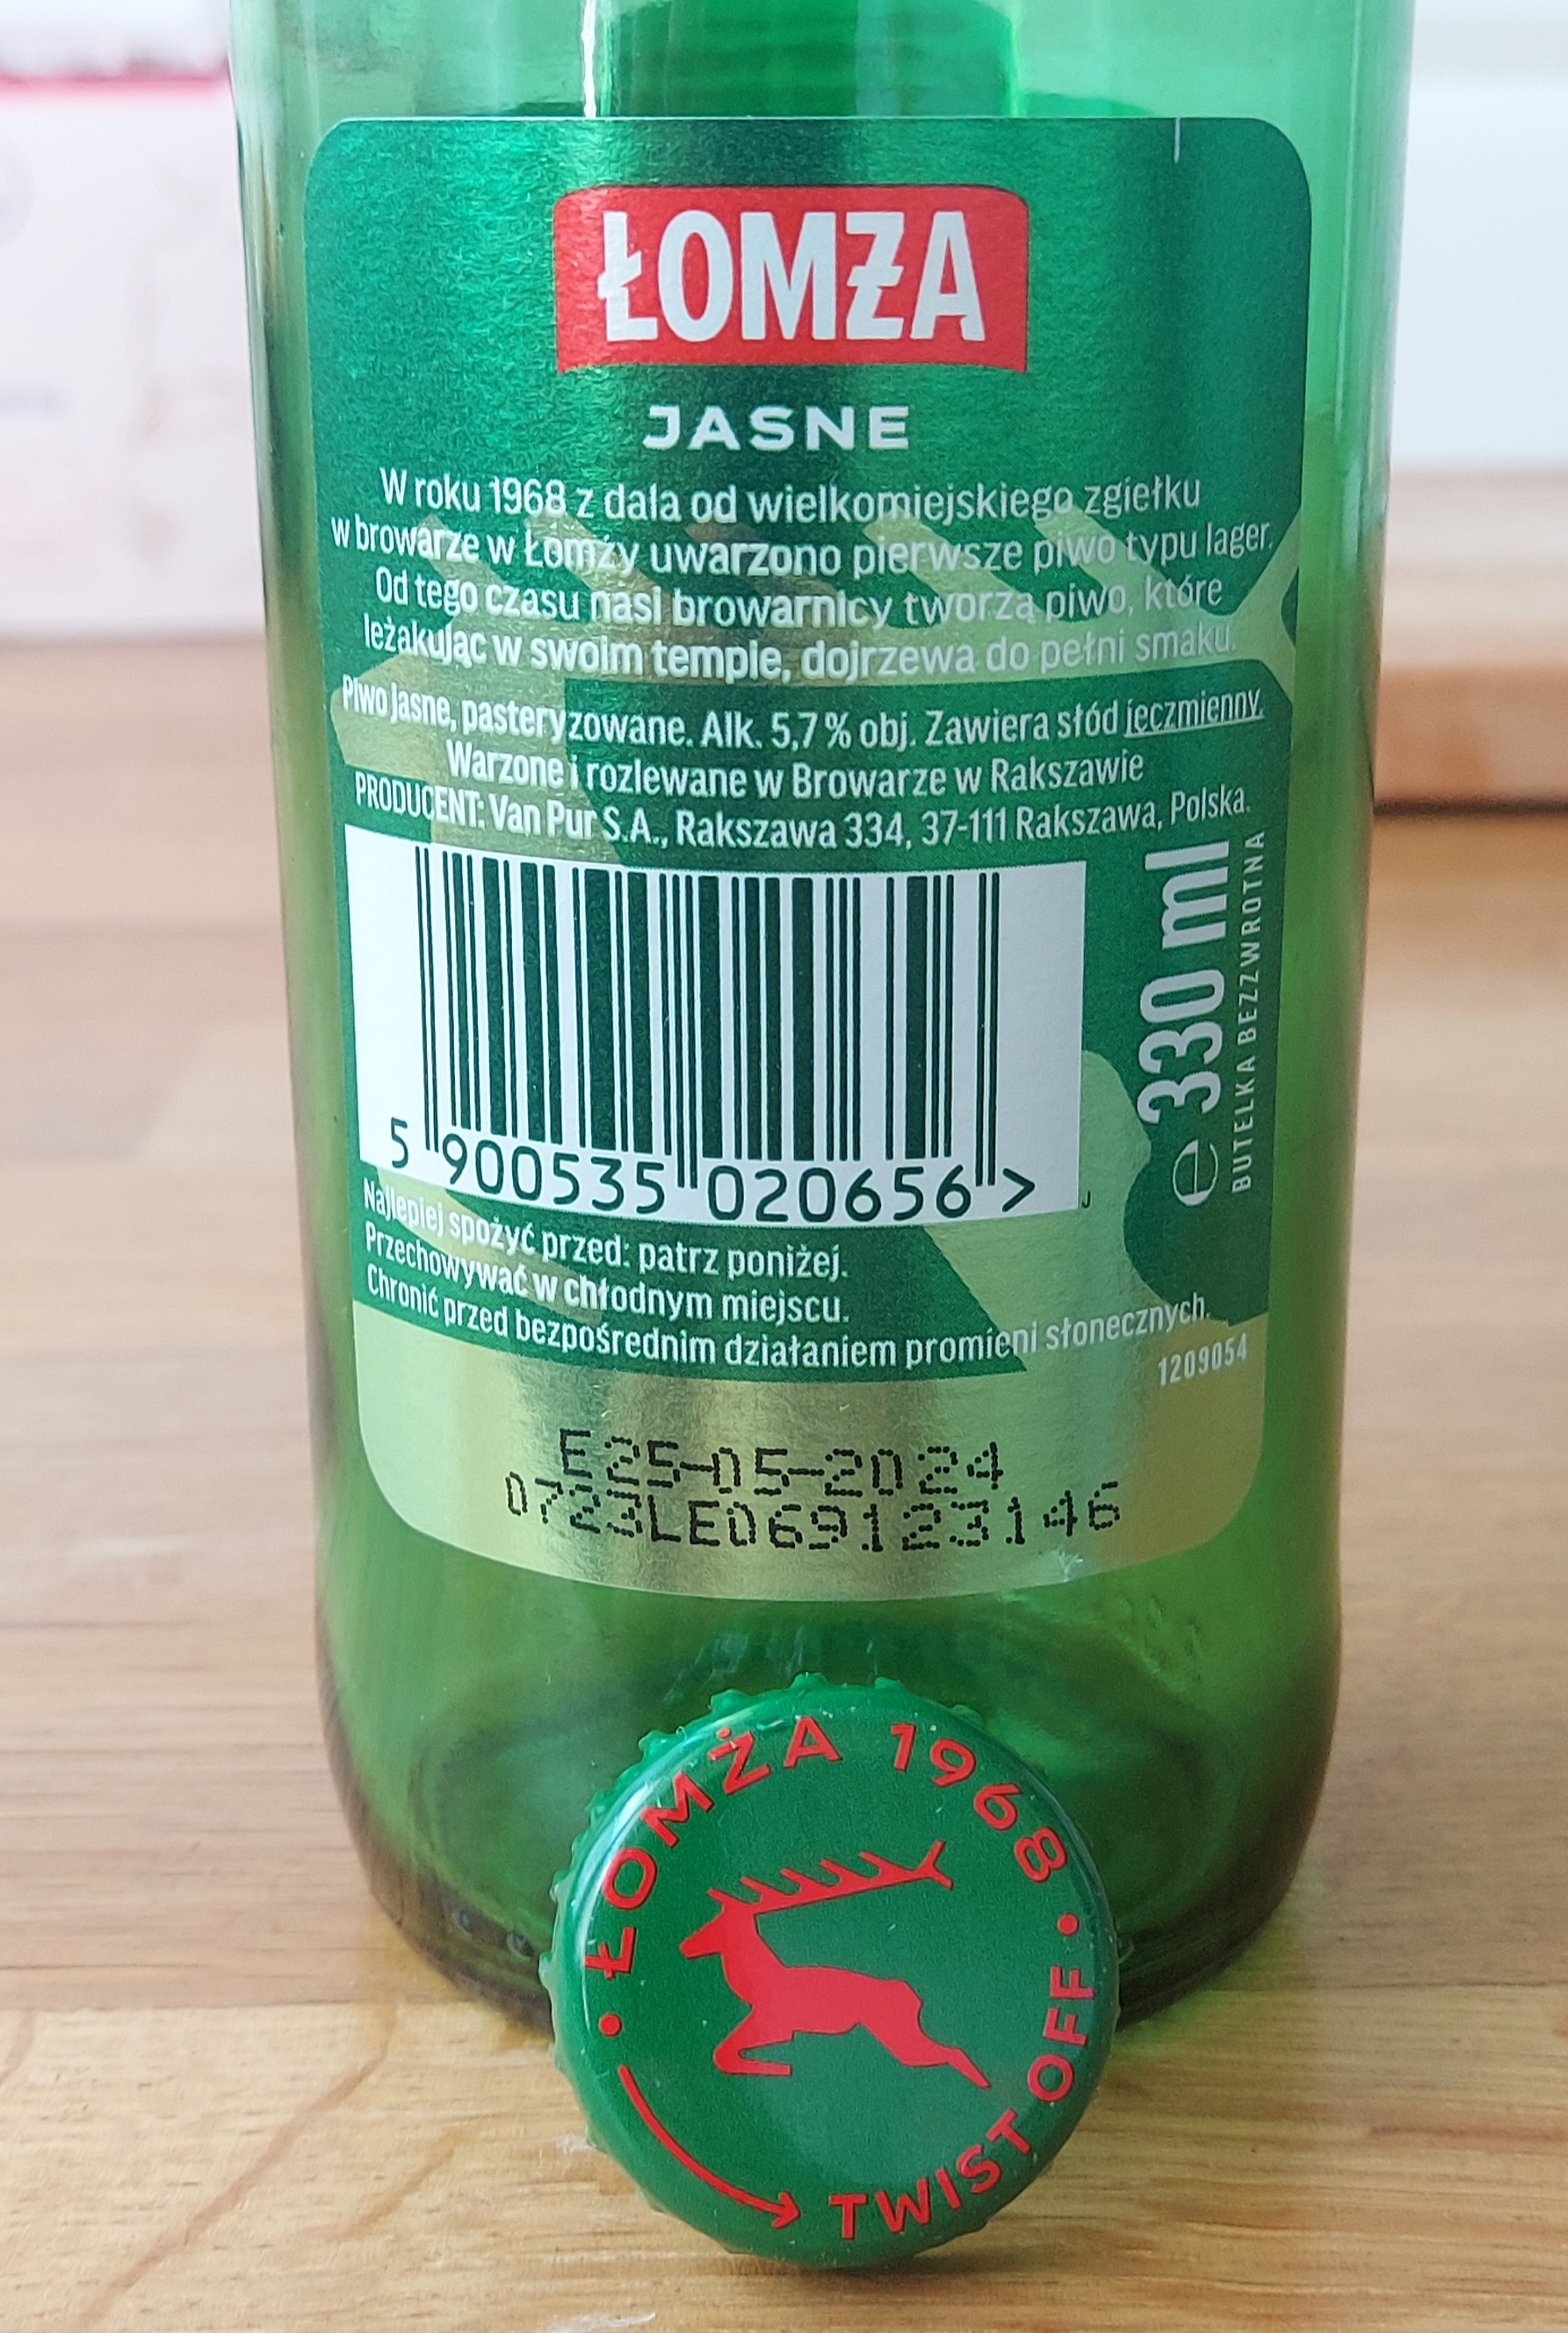 ŁOMŻA
JASNE
W roku 1968 z dala od wielkomiejskiego zgiełku
w browarze w Łomży uwarzono pierwsze piwo typu lager.
Od tego czasu nasi browarnicy tworzą piwo, które
leżakując w swoim tempie, dojrzewa do pełni smaku.
Piwo jasne, pasteryzowane. Alk. 5,7 % obj. Zawiera słód jęczmienny.
Warzone i rozlewane w Browarze w Rakszawie
PRODUCENT: Van Pur S.A., Rakszawa 334, 37-111 Rakszawa, Polska.
5 900535 020656 >
J
e 330 ml
BUTELKA BEZZWROTNA
Najlepiej spożyć przed: patrz poniżej.
Przechowywać w chłodnym miejscu.
Chronić przed bezpośrednim działaniem promieni słonecznych.
1209054
E25-05-2024
0723LE069123146
• ŁOMŻA 1968 •
TWIST OFF